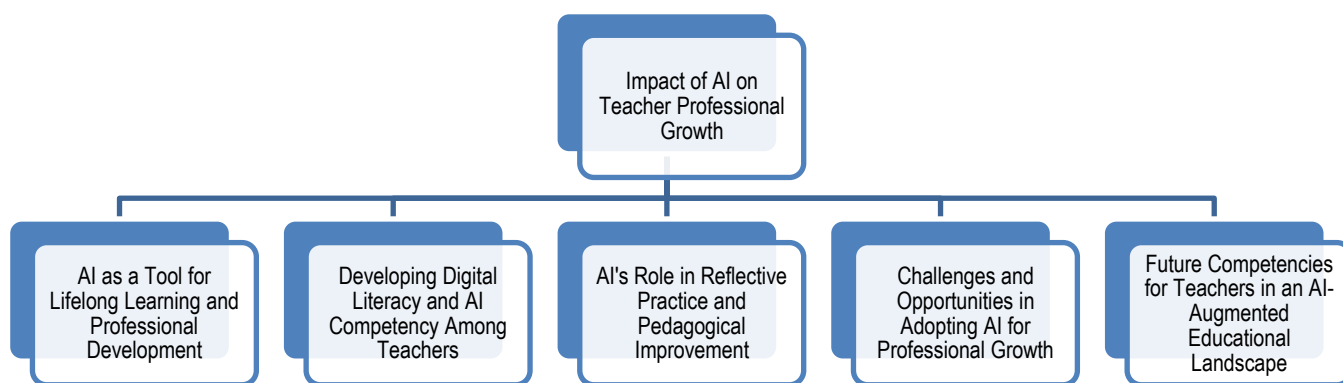 Impact of AI on
Teacher Professional
Growth
AI as a Tool for
Lifelong Learning and
Professional
Development
Developing Digital
Literacy and AI
Competency Among
Teachers
AI's Role in Reflective
Practice and
Pedagogical
Improvement
Challenges and
Opportunities in
Adopting AI for
Professional Growth
Future Competencies
for Teachers in an AI-
Augmented
Educational
Landscape